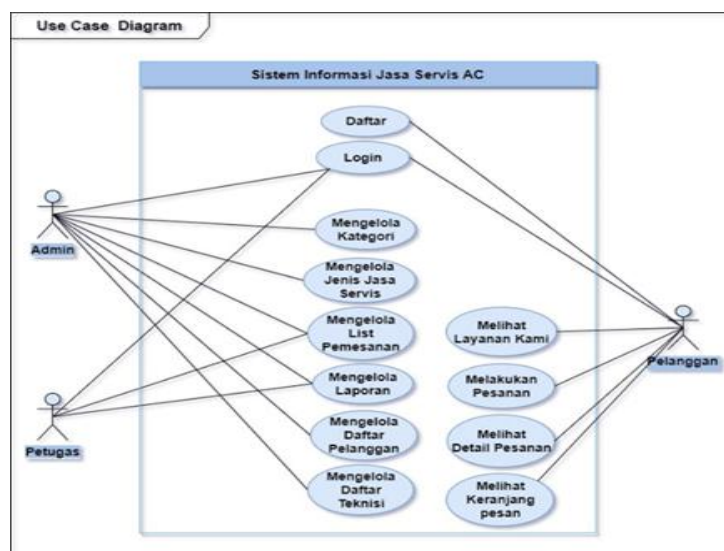 Use Case Diagram
Sistem Informasi Jasa Servis AC
Daftar
Login
Admin
Mengelola
Kategori
Mengelola
Jenis Jasa
Servis
Mengelola
List
Pemesanan
Mengelola
Laporan
Petugas
Mengelola
Daftar
Pelanggan
Mengelola
Daftar
Teknisi
Melihat
Layanan Kami
Pelanggan
Melakukan
Pesanan
Melihat
Detail Pesanan
Melihat
Keranjang
pesan